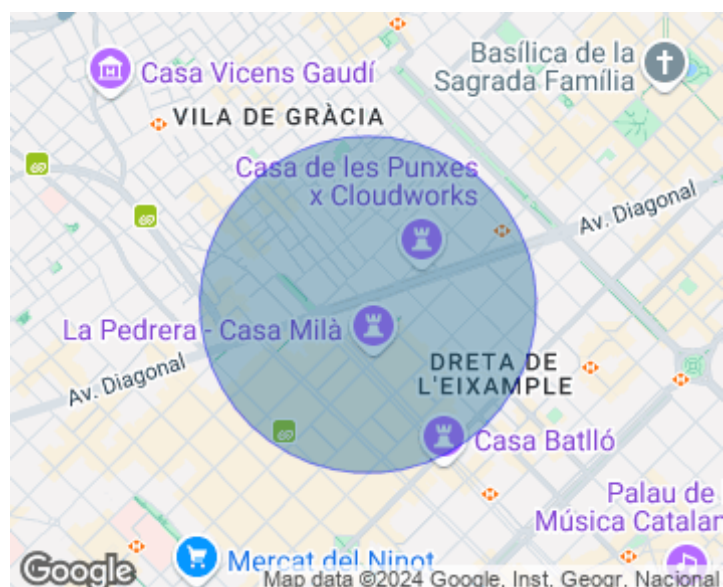 Casa Vicens Gaudí
Basílica de la
Sagrada Família
VILA DE GRÀCIA
Casa de les Punxes
x Cloudworks
Av. Diagonal
La Pedrera - Casa Milà
DRETA DE
L'EIXAMPLE
Av. Diagonal
Casa Batlló
Palau de
Música Catalan
Mercat del Ninot
Google
Map data ©2024 Google, Inst. Geogr. Nacional